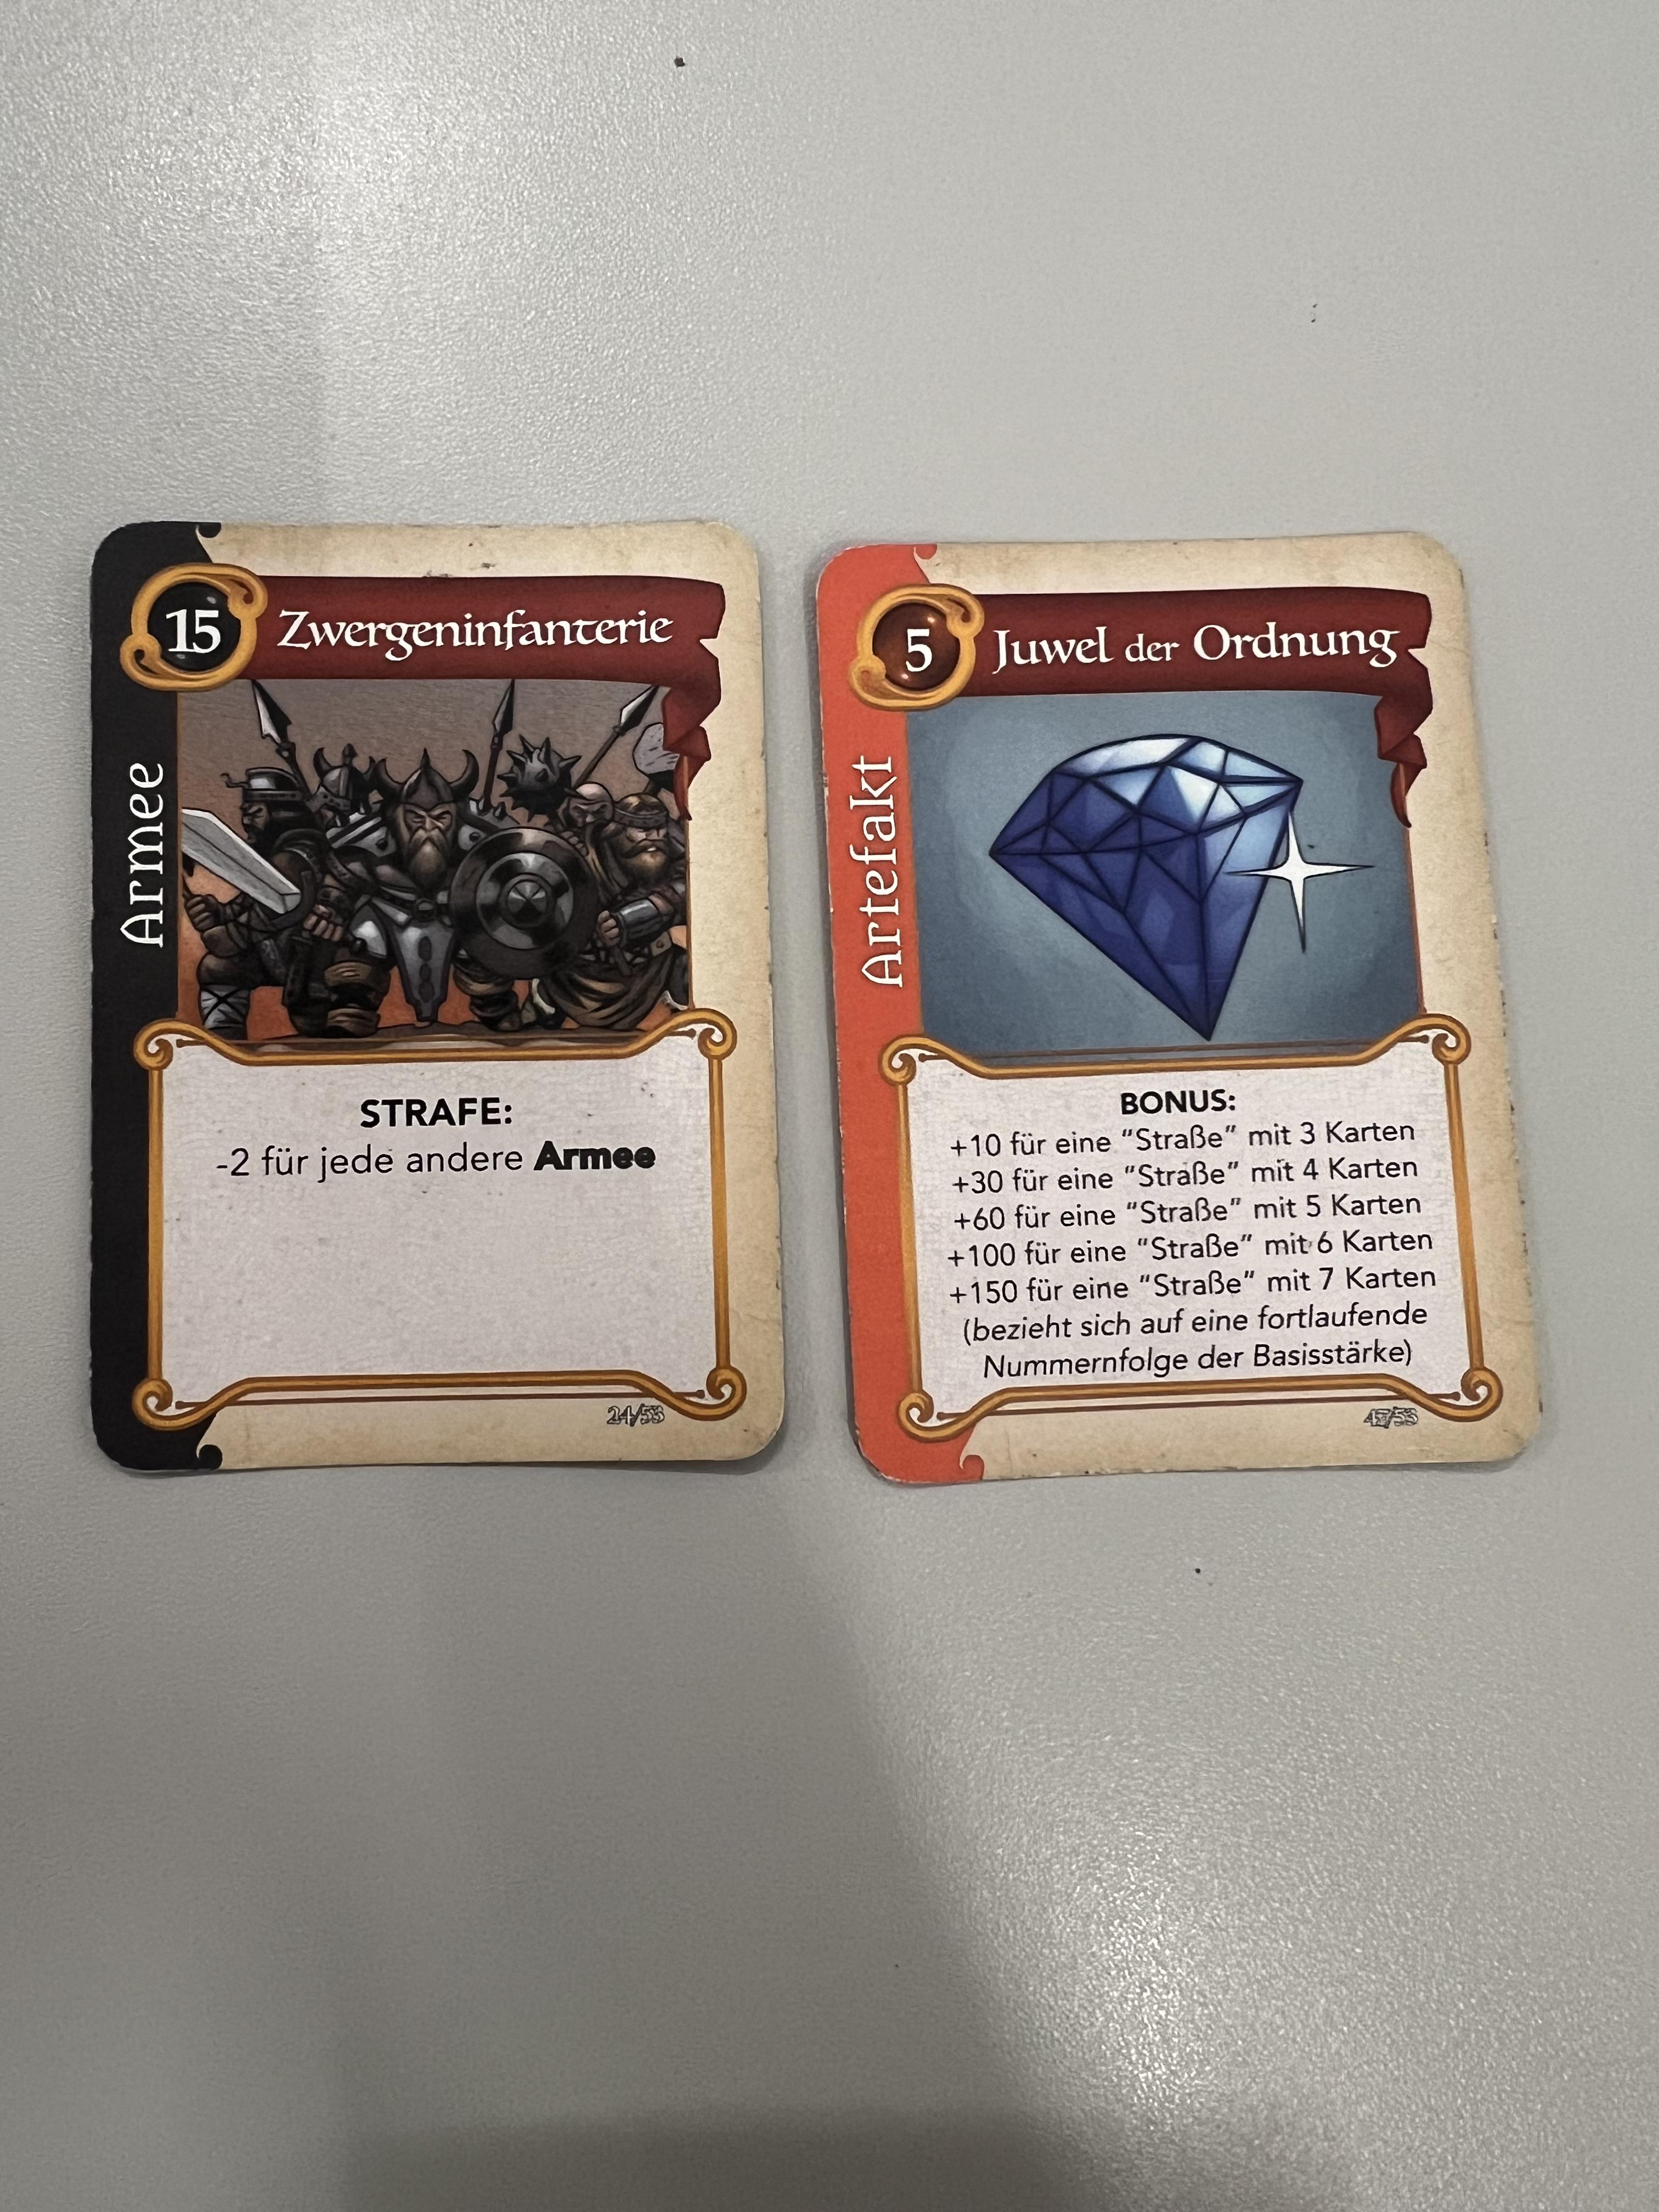 15
Zwergeninfanterie
Armee
STRAFE:
-2 für jede andere Armee
24/53
5
Juwel der Ordnung
Artefakt
BONUS:
+10 für eine "Straße" mit 3 Karten
+30 für eine "Straße" mit 4 Karten
+60 für eine "Straße" mit 5 Karten
+100 für eine "Straße" mit 6 Karten
+150 für eine "Straße" mit 7 Karten
(bezieht sich auf eine fortlaufende
Nummernfolge der Basisstärke)